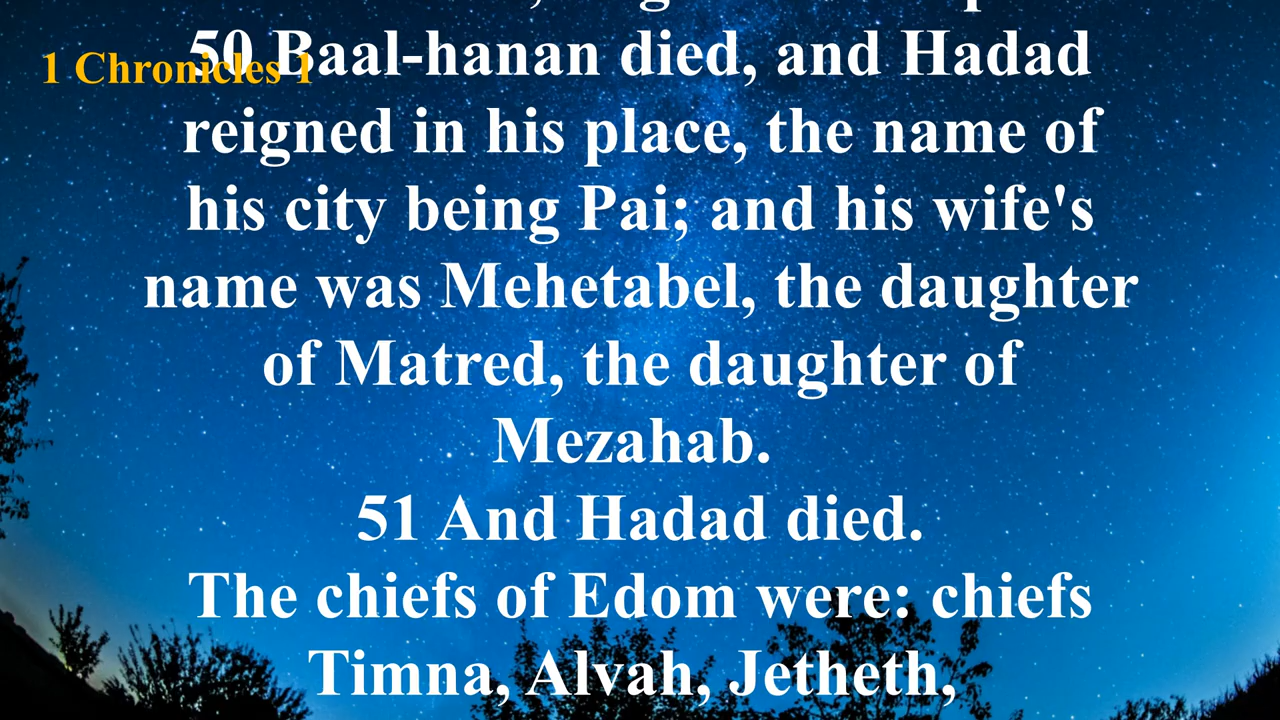 1 Chronicles 1
50 Baal-hanan died, and Hadad
reigned in his place, the name of
his city being Pai; and his wife's
name was Mehetabel, the daughter
of Matred, the daughter of
Mezahab.
51 And Hadad died.
The chiefs of Edom were: chiefs
Timna, Alvah, Jetheth,